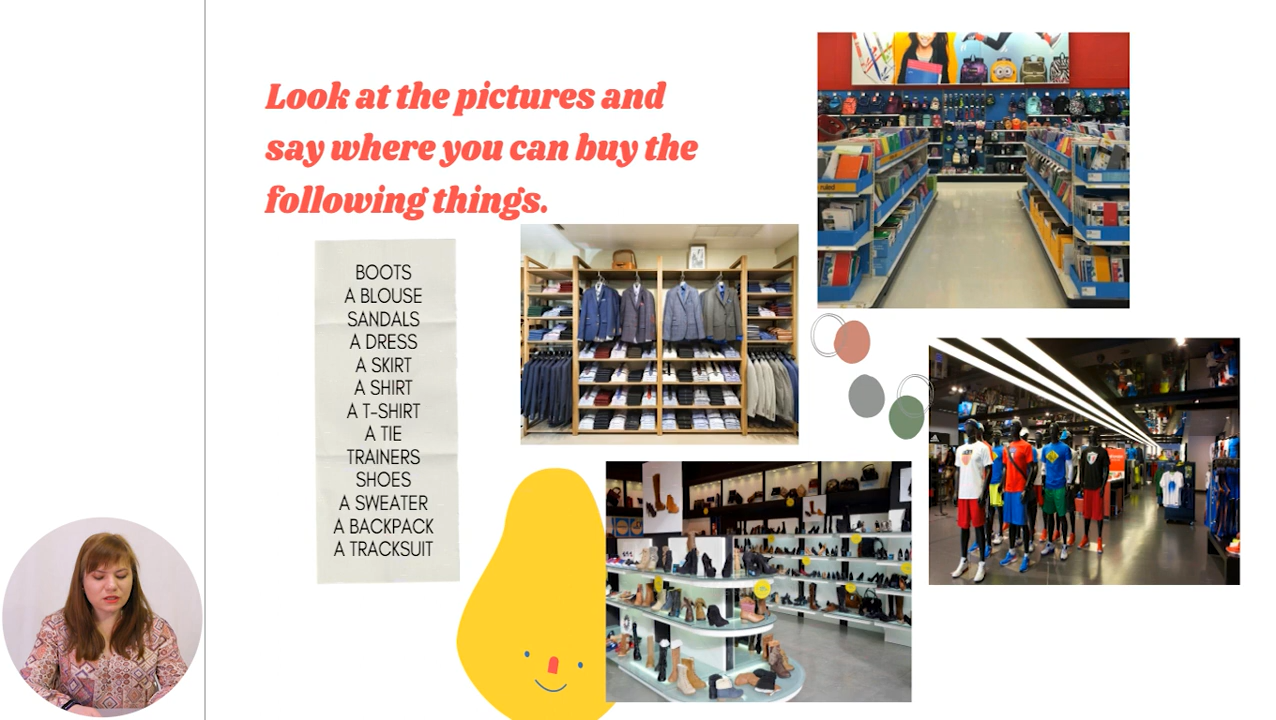 Look at the pictures and
say where you can buy the
following things.
BOOTS
A BLOUSE
SANDALS
A DRESS
A SKIRT
A SHIRT
A T-SHIRT
A TIE
TRAINERS
SHOES
A SWEATER
A BACKPACK
A TRACKSUIT
ruled